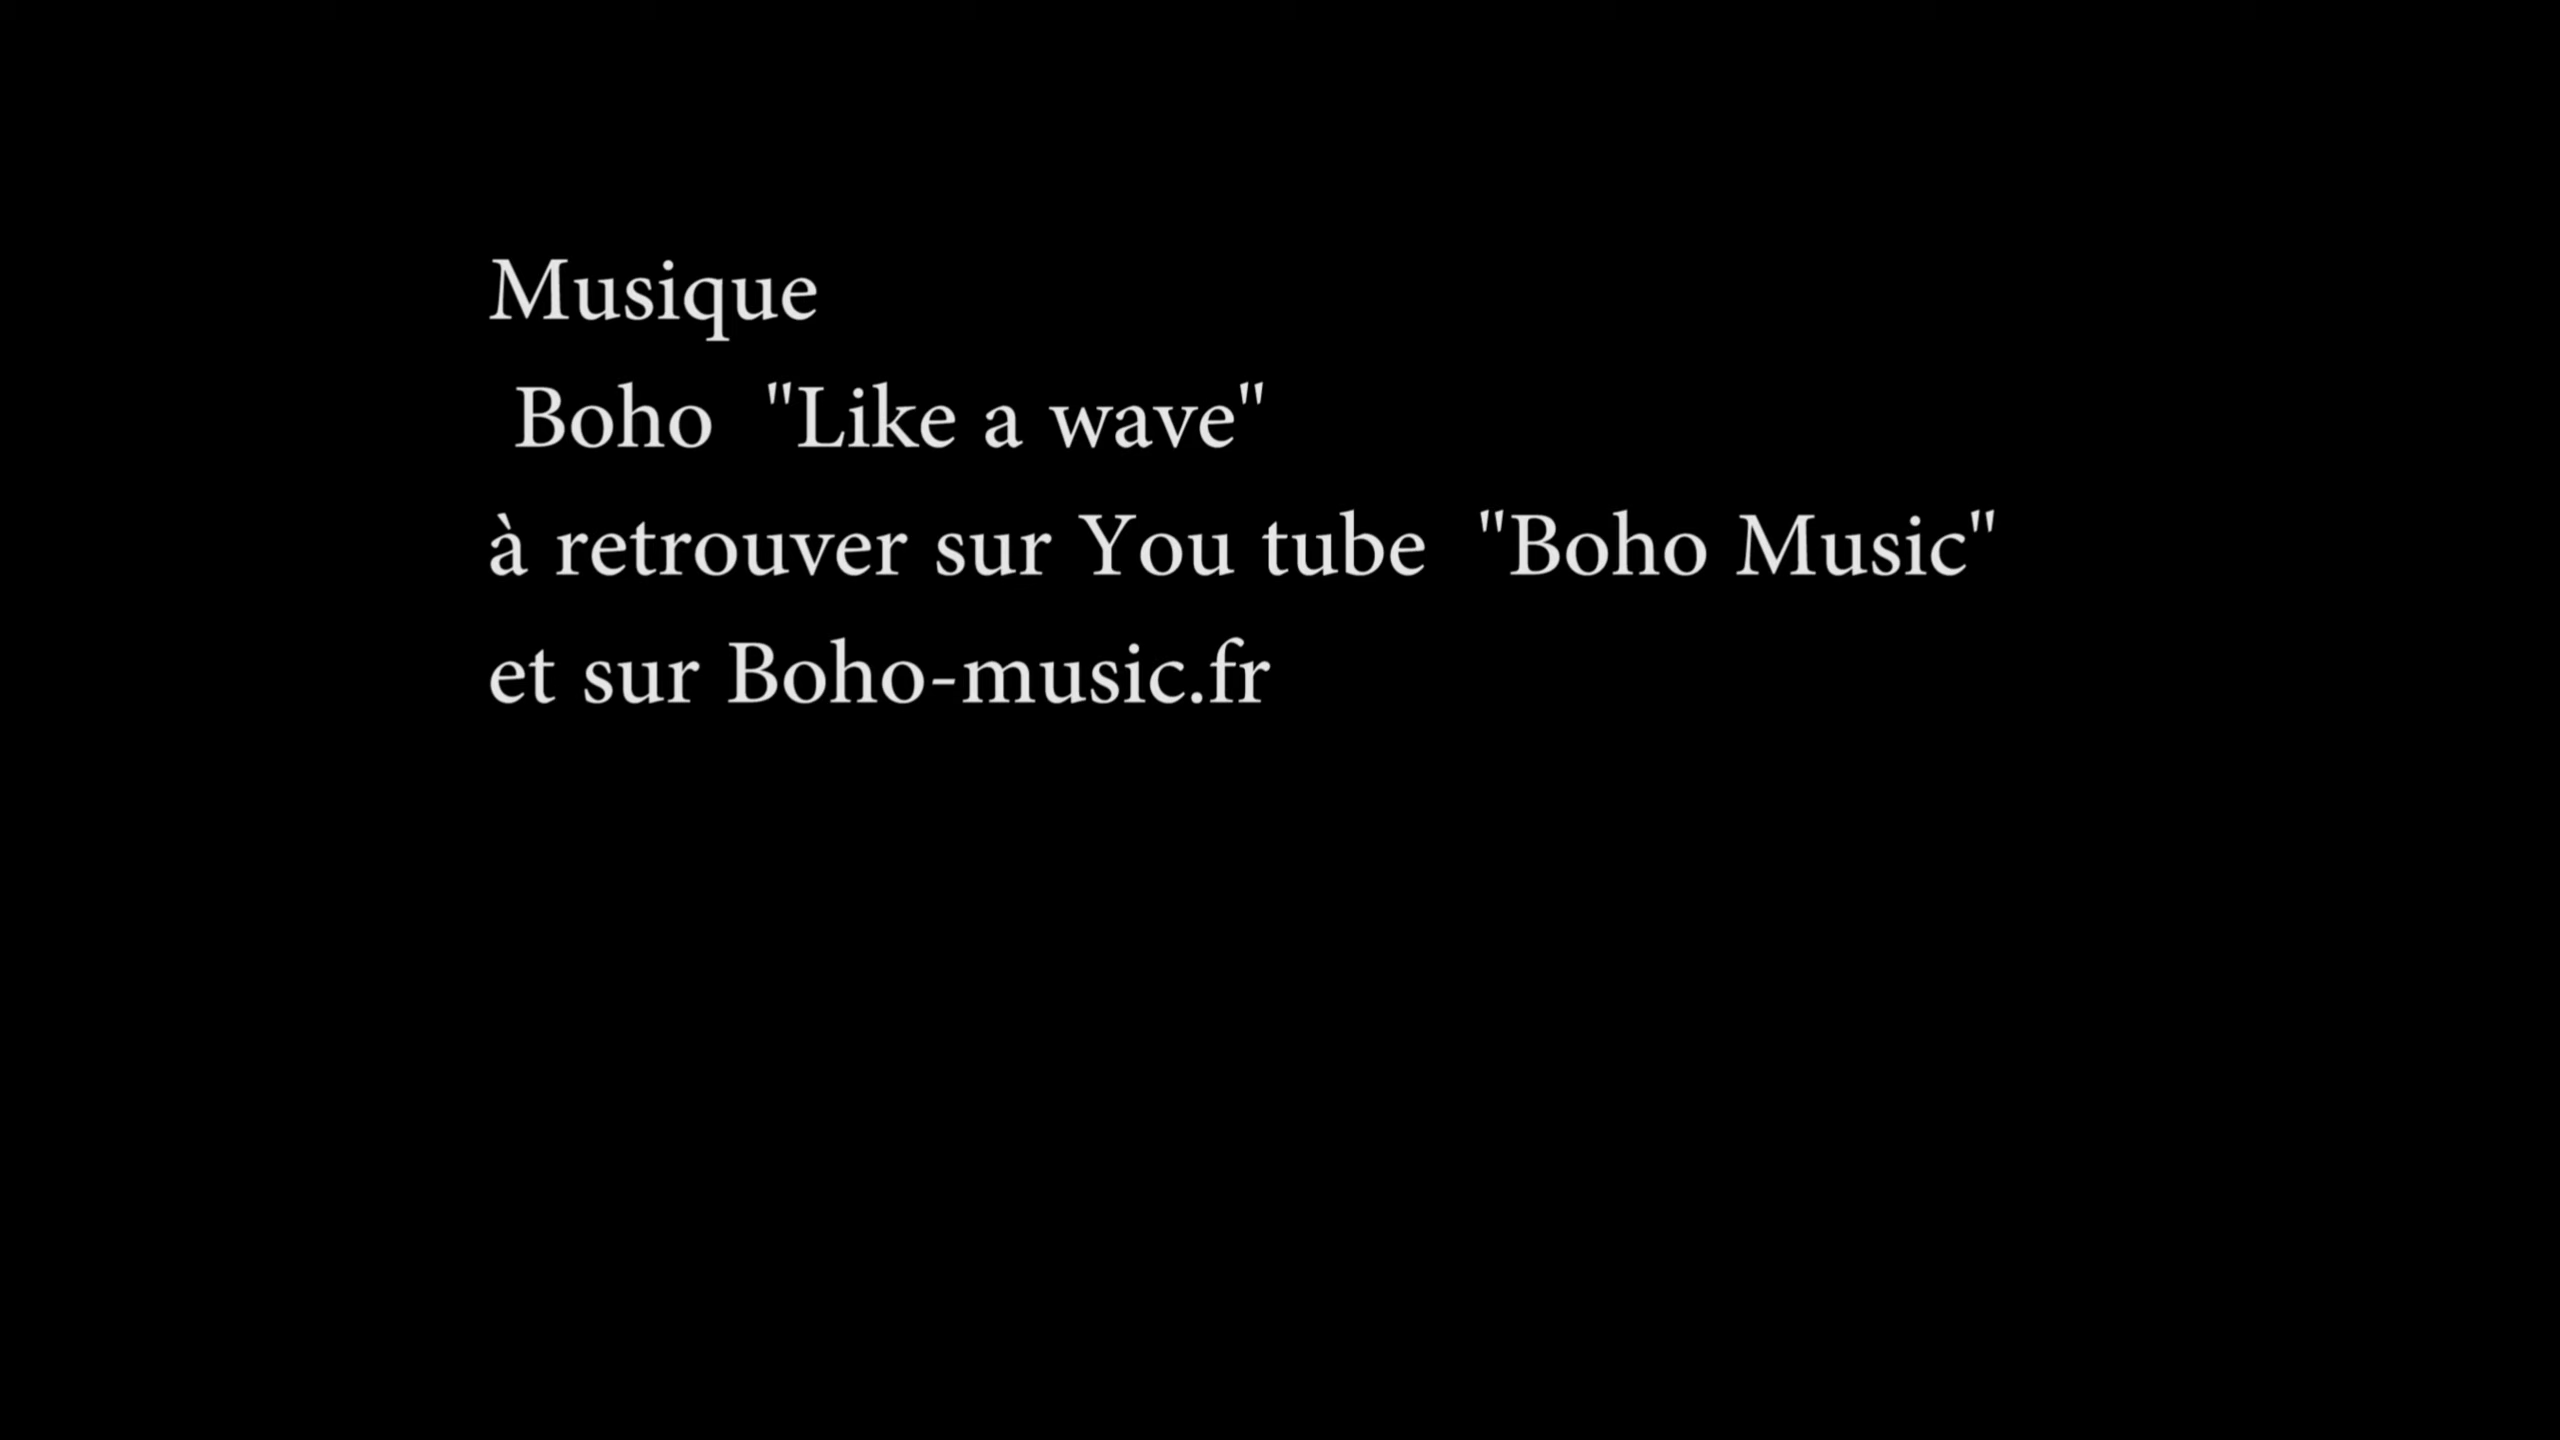 Musique
Boho "Like a wave"
à retrouver sur You tube "Boho Music"
et sur Boho-music.fr